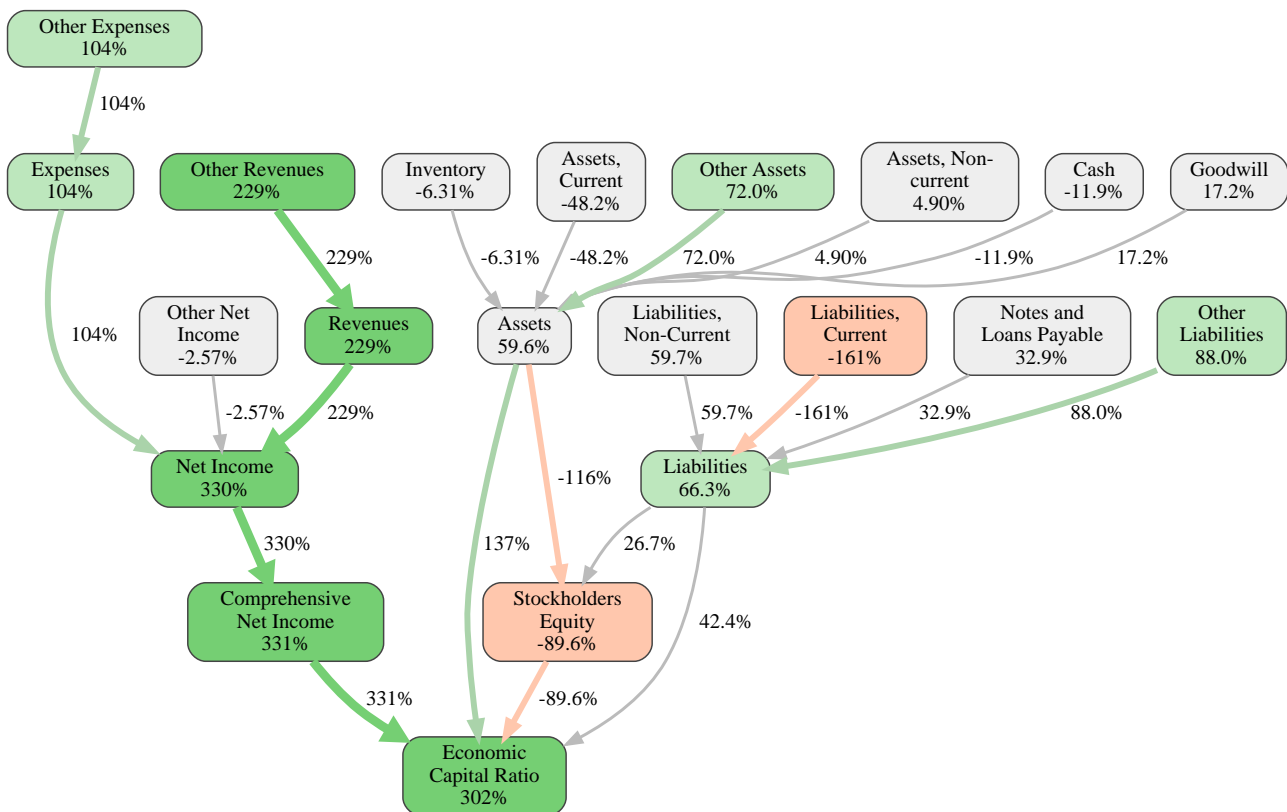 Other Expenses
104%
104%
Expenses
104%
Other Revenues
229%
Inventory
-6.31%
Assets,
Current
-48.2%
Other Assets
72.0%
Assets, Non-
current
4.90%
Cash
-11.9%
Goodwill
17.2%
229%
-6.31%
-48.2%
72.0%
4.90%
-11.9%
17.2%
104%
Other Net
Income
-2.57%
Revenues
229%
Assets
59.6%
Liabilities,
Non-Current
59.7%
Liabilities,
Current
-161%
Notes and
Loans Payable
32.9%
Other
Liabilities
88.0%
-2.57%
229%
59.7%
-161%
32.9%
88.0%
Net Income
330%
Liabilities
66.3%
-116%
330%
137%
26.7%
Comprehensive
Net Income
331%
Stockholders
Equity
-89.6%
42.4%
331%
-89.6%
Economic
Capital Ratio
302%